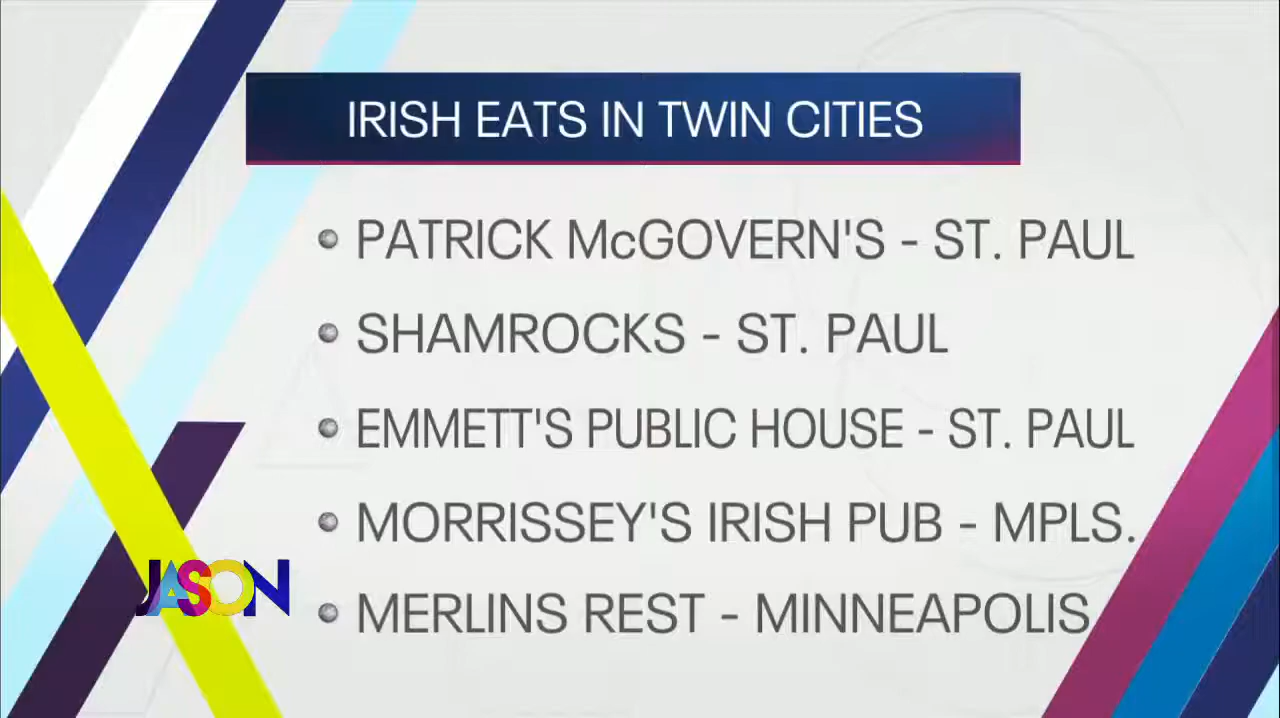 IRISH EATS IN TWIN CITIES
PATRICK McGOVERN'S - ST. PAUL
SHAMROCKS - ST. PAUL
EMMETT'S PUBLIC HOUSE - ST. PAUL
MORRISSEY'S IRISH PUB - MPLS.
MERLINS REST - MINNEAPOLIS
JASON